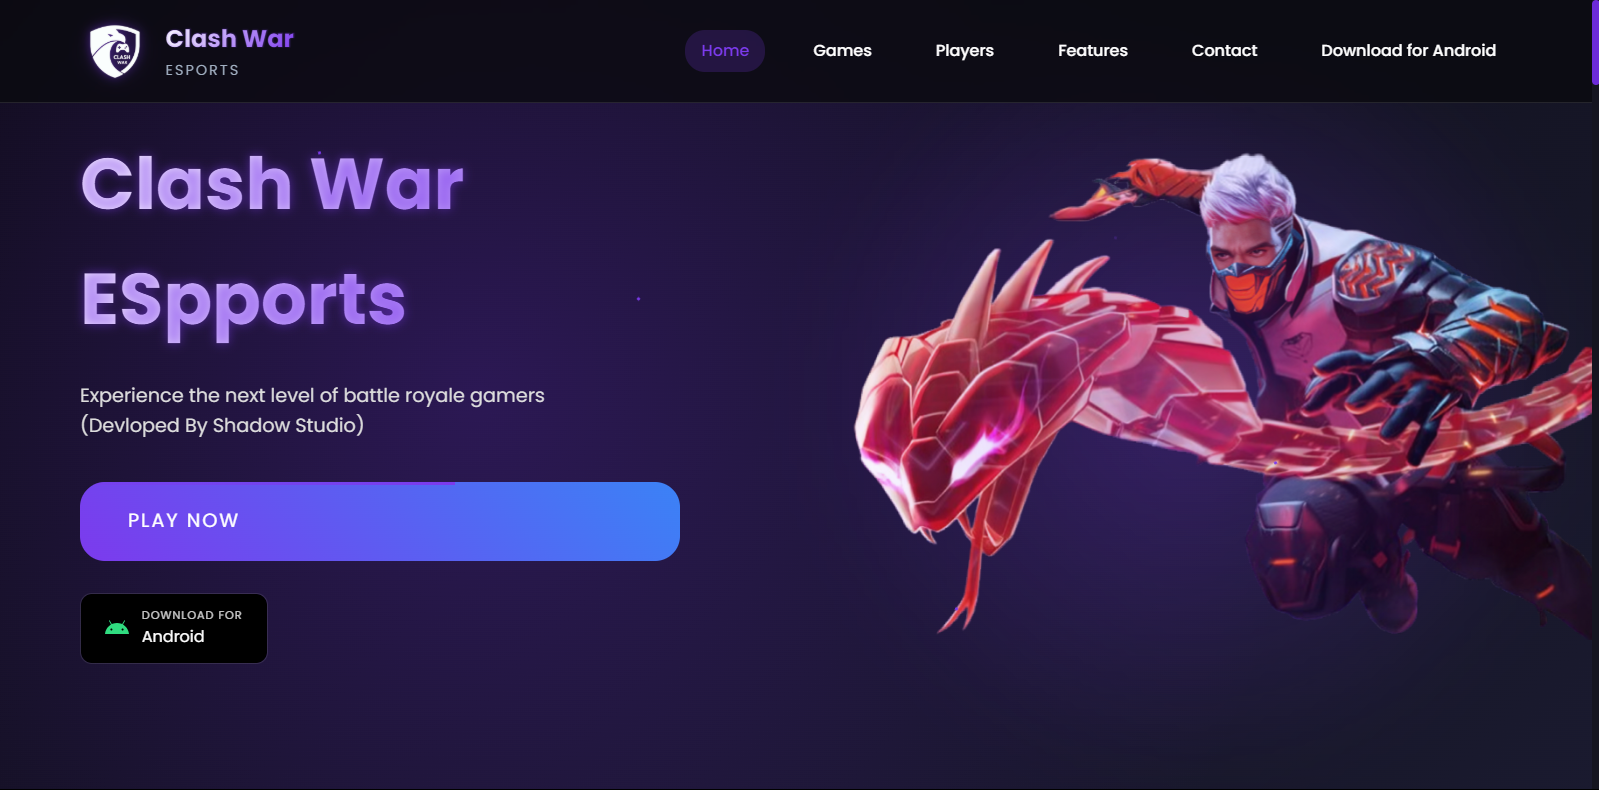 Clash War
ESPORTS
Home Games Players Features Contact Download for Android
Clash War
ESpports
Experience the next level of battle royale gamers
(Devloped By Shadow Studio)
PLAY NOW
DOWNLOAD FOR
Android
CLASH
WAR